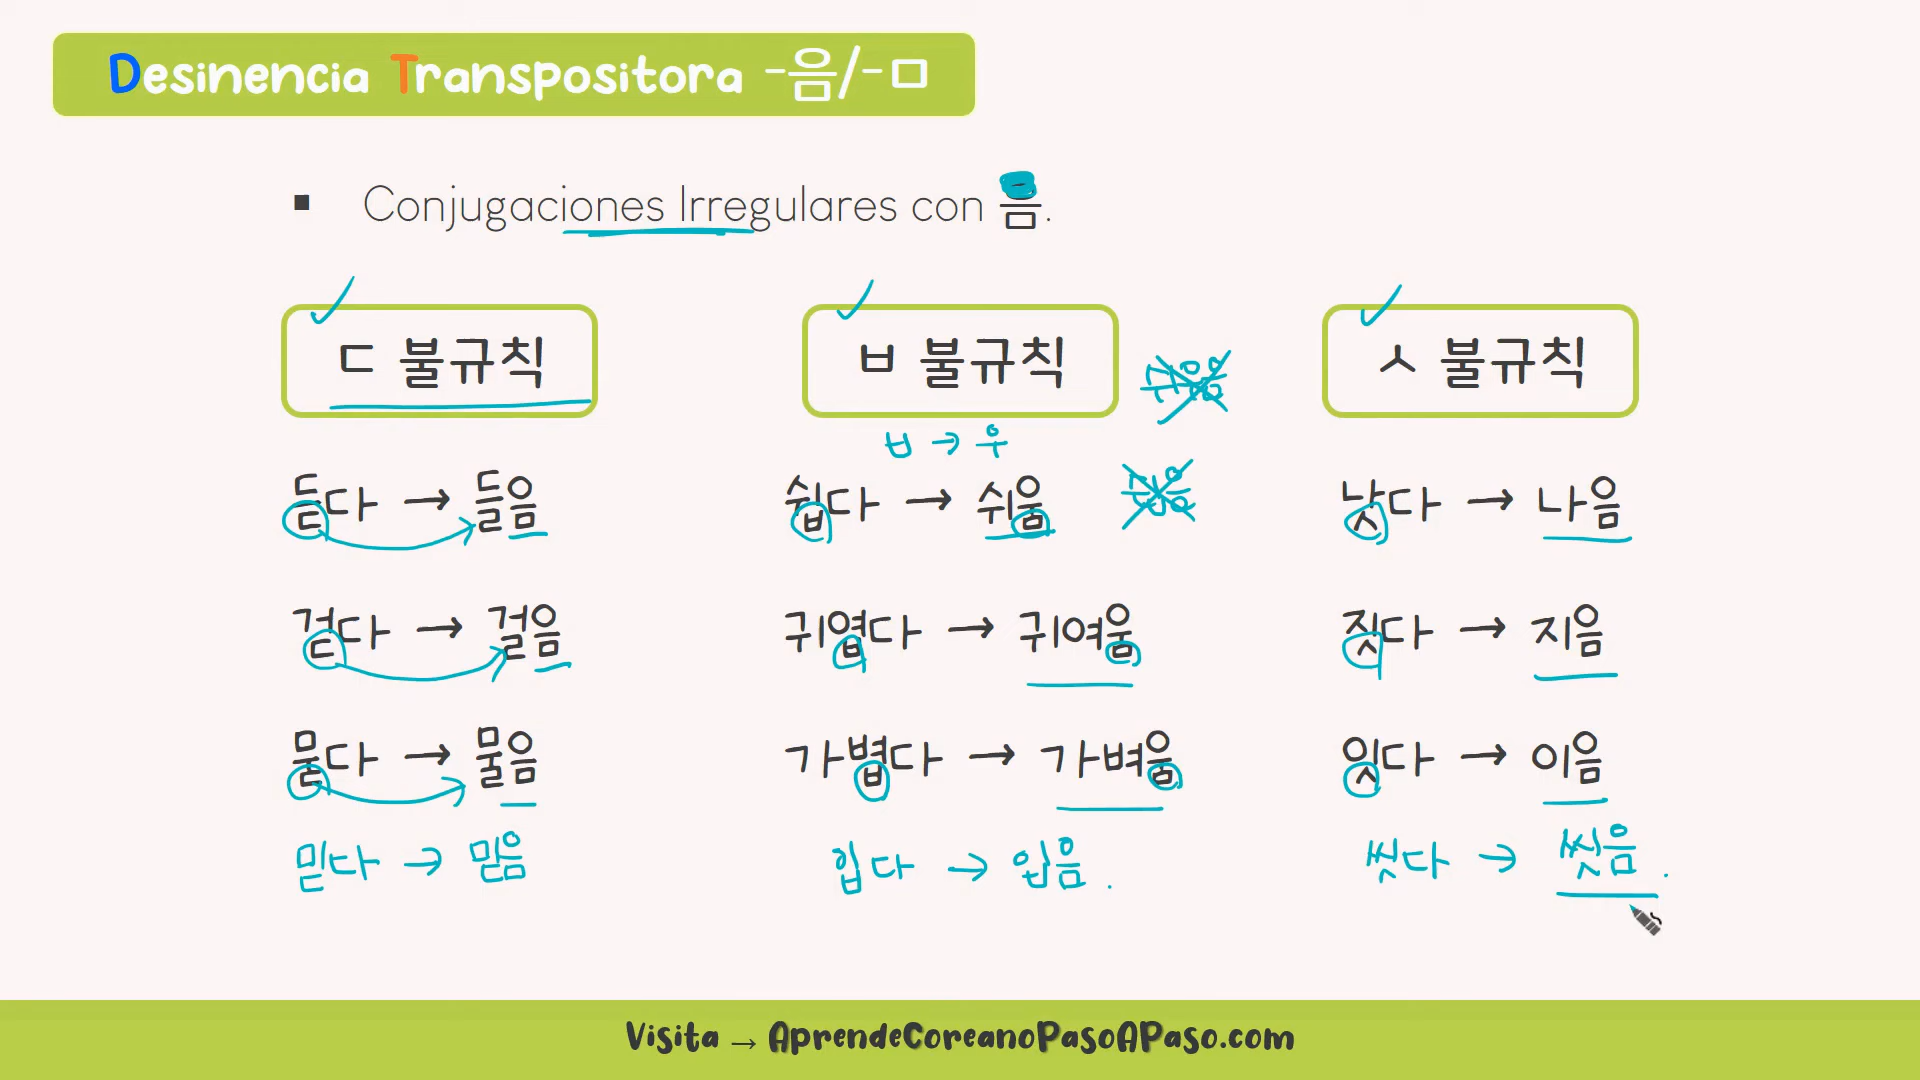 Desinencia Transpositora -음/-ㅁ
▪ Conjugaciones Irregulares con 음.
ㄷ 불규칙
ㅂ 불규칙
ㅅ 불규칙
ㅂ → 우
듣다 → 들음
쉽다 → 쉬움
낫다 → 나음
걷다 → 걸음
귀엽다 → 귀여움
짓다 → 지음
묻다 → 물음
가볍다 → 가벼움
잇다 → 이음
믿다 → 믿음
입다 → 입음.
씻다 → 씻음.
Visita → AprendeCoreanoPasoAPaso.com